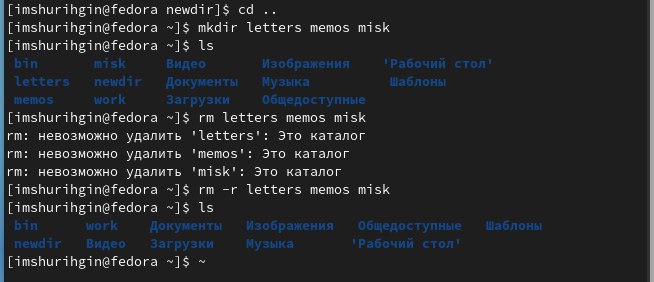 [imshurihgin@fedora newdir]$ cd ..
[imshurihgin@fedora ~]$ mkdir letters memos misk
[imshurihgin@fedora ~]$ ls
bin misk Видео Изображения 'Рабочий стол'
letters newdir Документы Музыка Шаблоны
memos work Загрузки Общедоступные
[imshurihgin@fedora ~]$ rm letters memos misk
rm: невозможно удалить 'letters': Это каталог
rm: невозможно удалить 'memos': Это каталог
rm: невозможно удалить 'misk': Это каталог
[imshurihgin@fedora ~]$ rm -r letters memos misk
[imshurihgin@fedora ~]$ ls
bin work Документы Изображения Общедоступные Шаблоны
newdir Видео Загрузки Музыка 'Рабочий стол'
[imshurihgin@fedora ~]$ ~